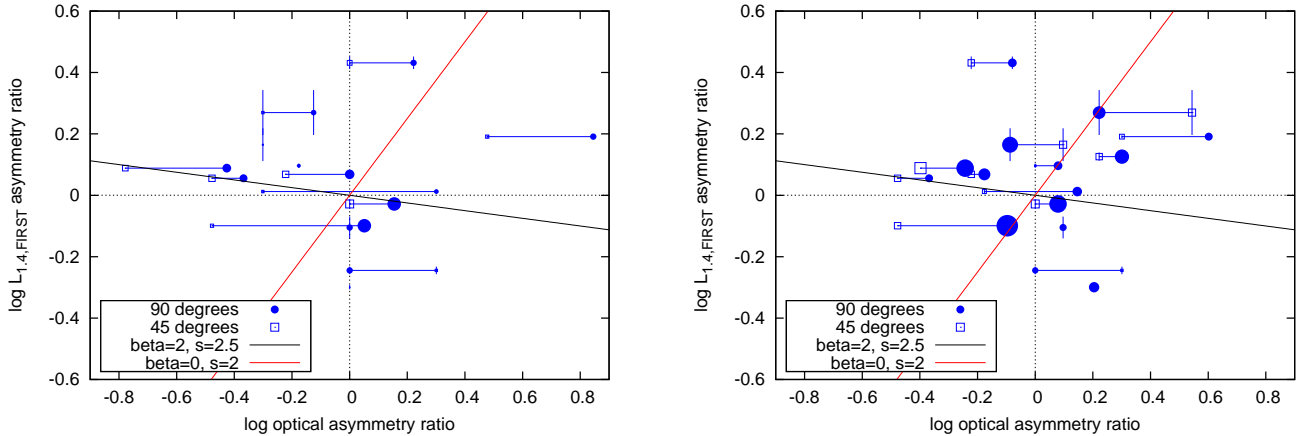 0.6
0.4
0.2
0
-0.2
-0.4
-0.6
log L1.4,FIRST asymmetry ratio
90 degrees
45 degrees
beta=2, s=2.5
beta=0, s=2
-0.8 -0.6 -0.4 -0.2 0 0.2 0.4 0.6 0.8
log optical asymmetry ratio
0.6
0.4
0.2
0
-0.2
-0.4
-0.6
log L1.4,FIRST asymmetry ratio
90 degrees
45 degrees
beta=2, s=2.5
beta=0, s=2
-0.8 -0.6 -0.4 -0.2 0 0.2 0.4 0.6 0.8
log optical asymmetry ratio